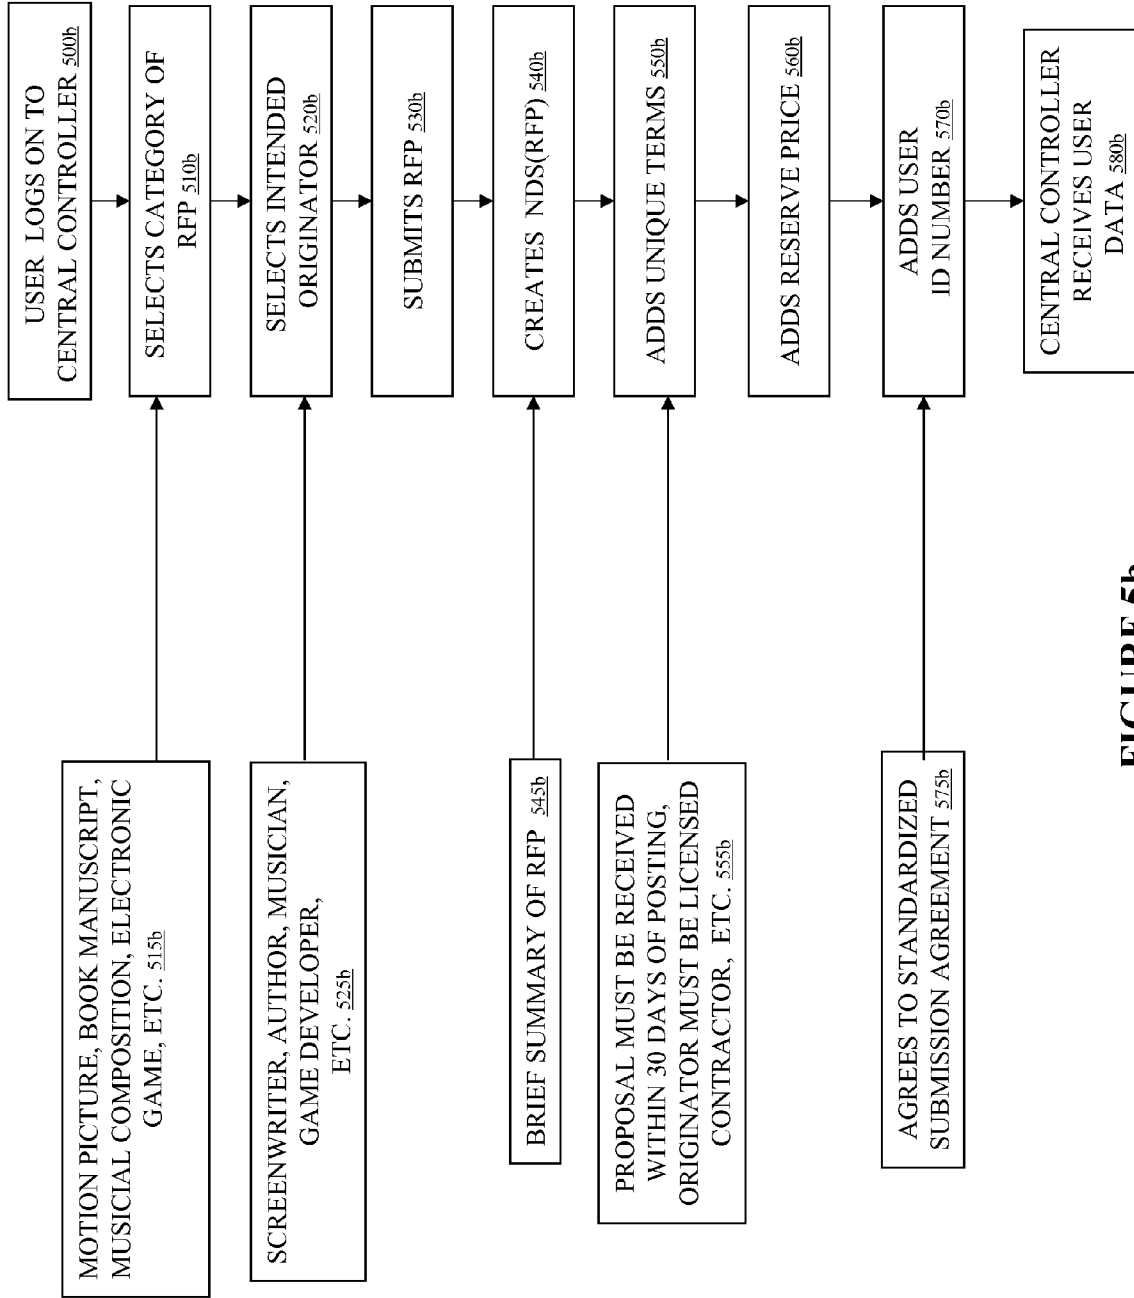 USER LOGS ON TO
CENTRAL CONTROLLER 500b
SELECTS CATEGORY OF
RFP 510b
MOTION PICTURE, BOOK MANUSCRIPT,
MUSICIAL COMPOSITION, ELECTRONIC
GAME, ETC. 515b
SELECTS INTENDED
ORIGINATOR 520b
SCREENWRITER, AUTHOR, MUSICIAN,
GAME DEVELOPER,
ETC. 525b
SUBMITS RFP 530b
CREATES NDS(RFP) 540b
BRIEF SUMMARY OF RFP 545b
ADDS UNIQUE TERMS 550b
PROPOSAL MUST BE RECEIVED
WITHIN 30 DAYS OF POSTING,
ORIGINATOR MUST BE LICENSED
CONTRACTOR, ETC. 555b
ADDS RESERVE PRICE 560b
ADDS USER
ID NUMBER 570b
AGREES TO STANDARDIZED
SUBMISSION AGREEMENT 575b
CENTRAL CONTROLLER
RECEIVES USER
DATA 580b
FIGURE 5b